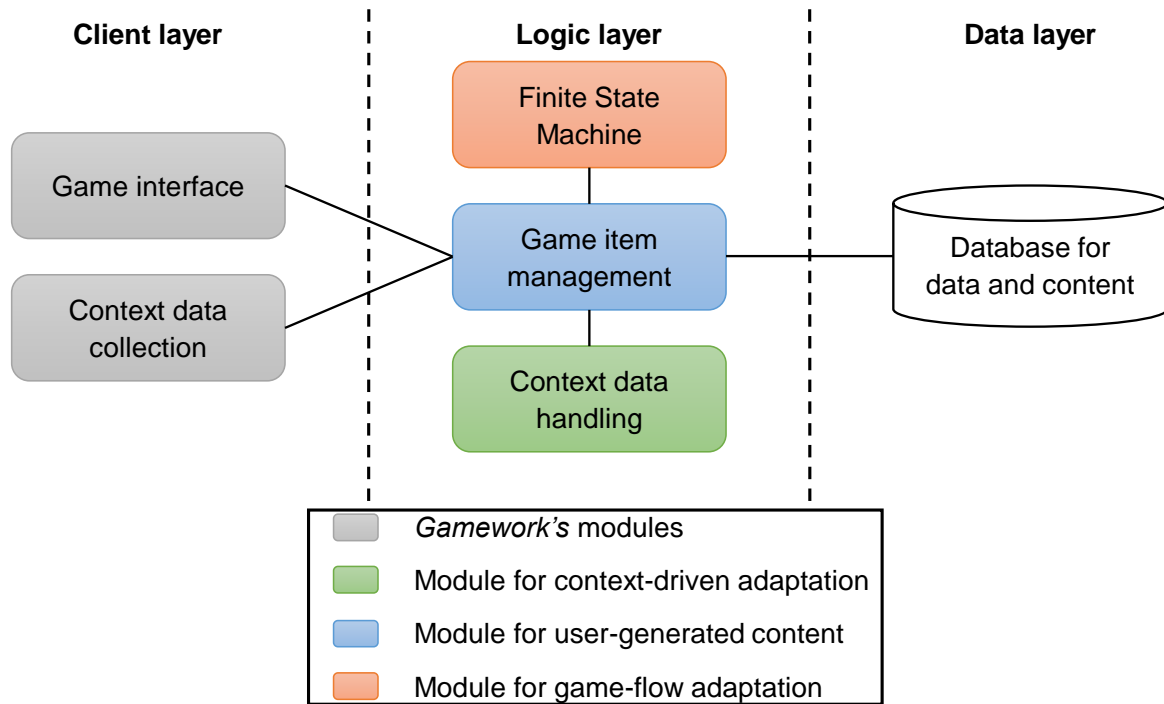 Client layer
Logic layer
Data layer
Finite State
Machine
Game interface
Game item
management
Database for
data and content
Context data
collection
Context data
handling
Gamework's modules
Module for context-driven adaptation
Module for user-generated content
Module for game-flow adaptation